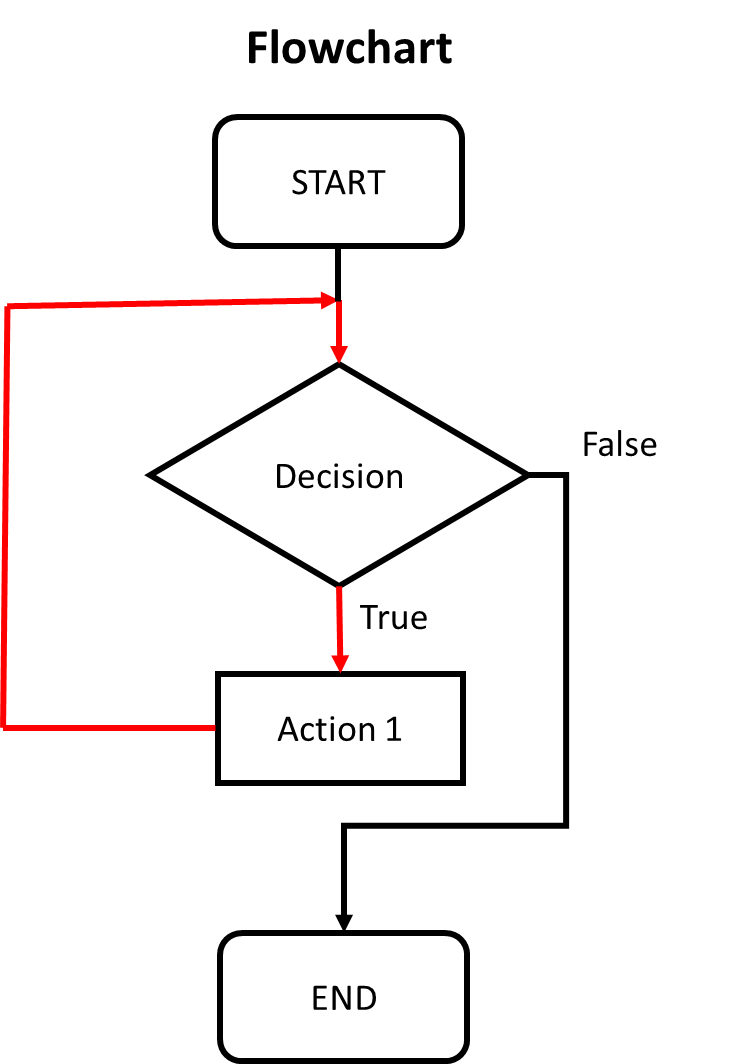 Flowchart
START
Decision
False
True
Action 1
END